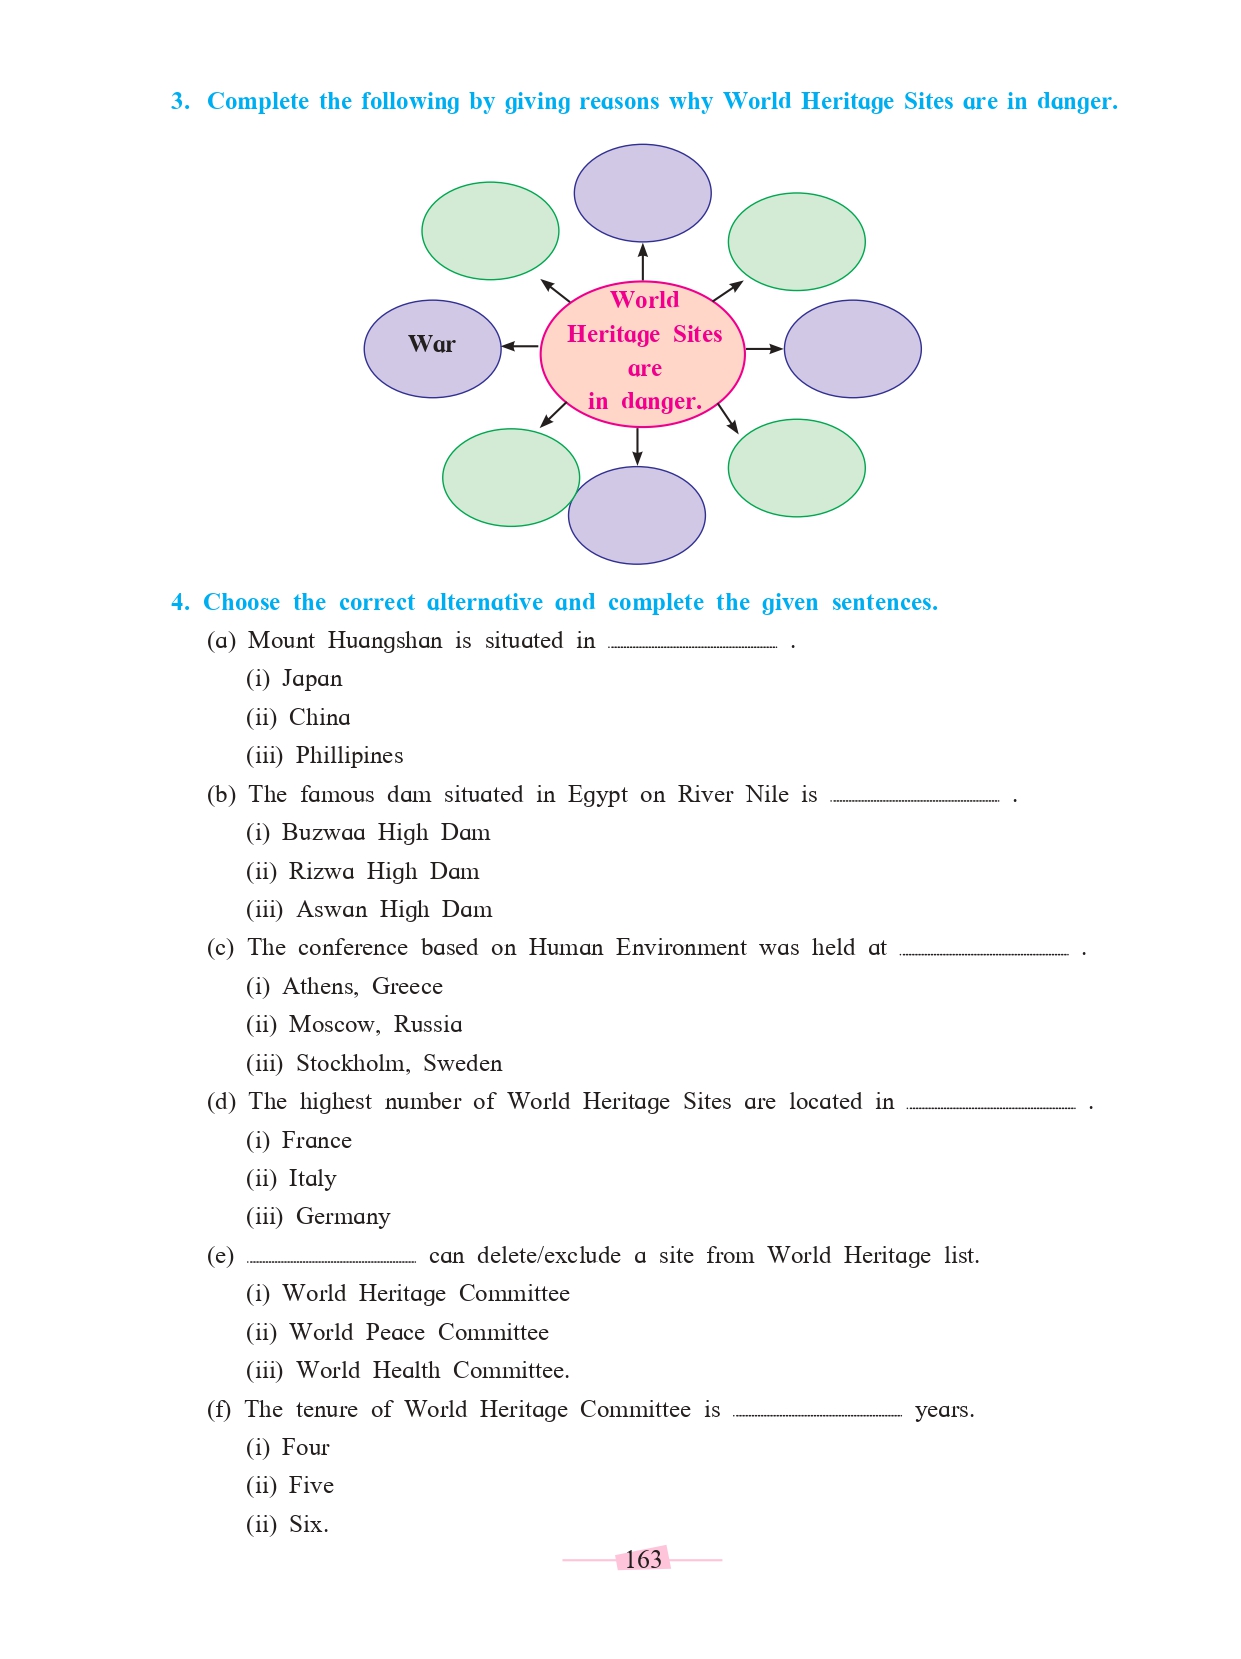 3. Complete the following by giving reasons why World Heritage Sites are in danger.
World
Heritage Sites
are
in danger.
War
4. Choose the correct alternative and complete the given sentences.
(a) Mount Huangshan is situated in .
(i) Japan
(ii) China
(iii) Phillipines
(b) The famous dam situated in Egypt on River Nile is .
(i) Buzwaa High Dam
(ii) Rizwa High Dam
(iii) Aswan High Dam
(c) The conference based on Human Environment was held at .
(i) Athens, Greece
(ii) Moscow, Russia
(iii) Stockholm, Sweden
(d) The highest number of World Heritage Sites are located in .
(i) France
(ii) Italy
(iii) Germany
(e) can delete/exclude a site from World Heritage list.
(i) World Heritage Committee
(ii) World Peace Committee
(iii) World Health Committee.
(f) The tenure of World Heritage Committee is years.
(i) Four
(ii) Five
(ii) Six.
163